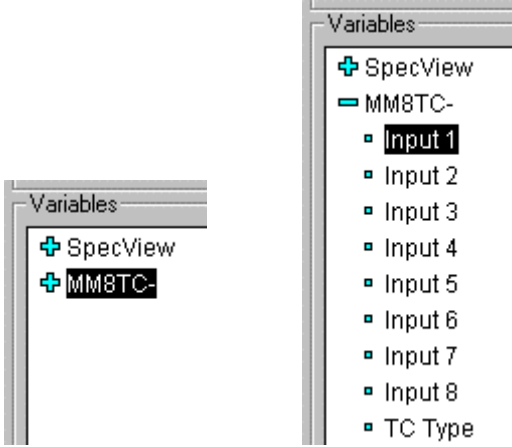 Variables
SpecView
MM8TC-
Variables
SpecView
MM8TC-
Input 1
Input 2
Input 3
Input 4
Input 5
Input 6
Input 7
Input 8
TC Type